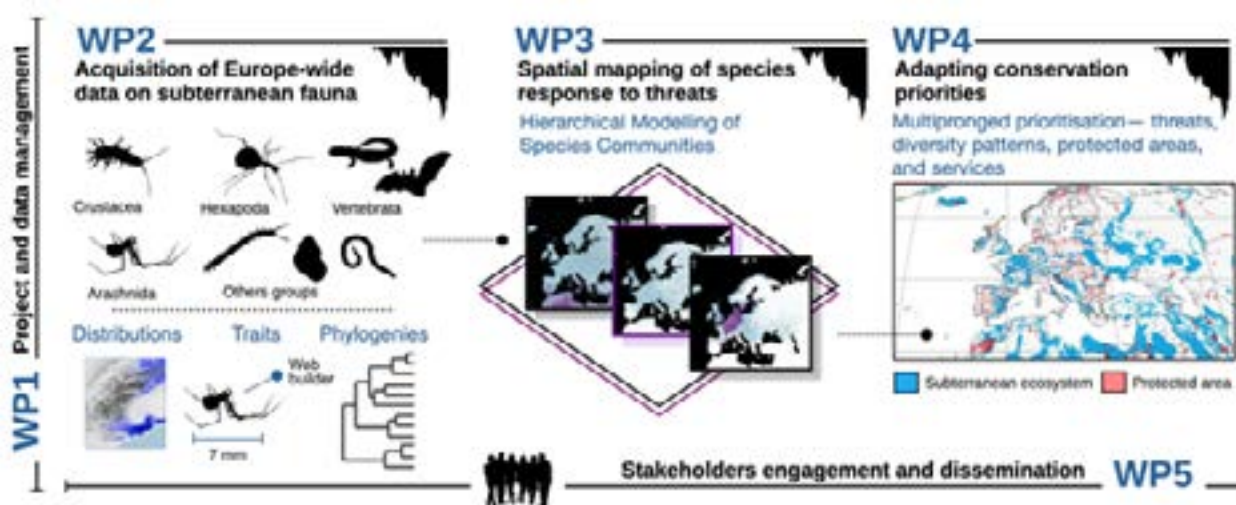 WP1 Project and data management
WP2
Acquisition of Europe-wide
data on subterranean fauna
Crustacea
Hexapoda
Vertebrata
Arachnida
Others groups
Distributions
Traits
Phylogenies
Web
builder
7 mm
WP3
Spatial mapping of species
response to threats
Hierarchical Modelling of
Species Communities
WP4
Adapting conservation
priorities
Multipronged prioritisation— threats,
diversity patterns, protected areas,
and services
Subterranean ecosystem
Protected area
Stakeholders engagement and dissemination
WP5